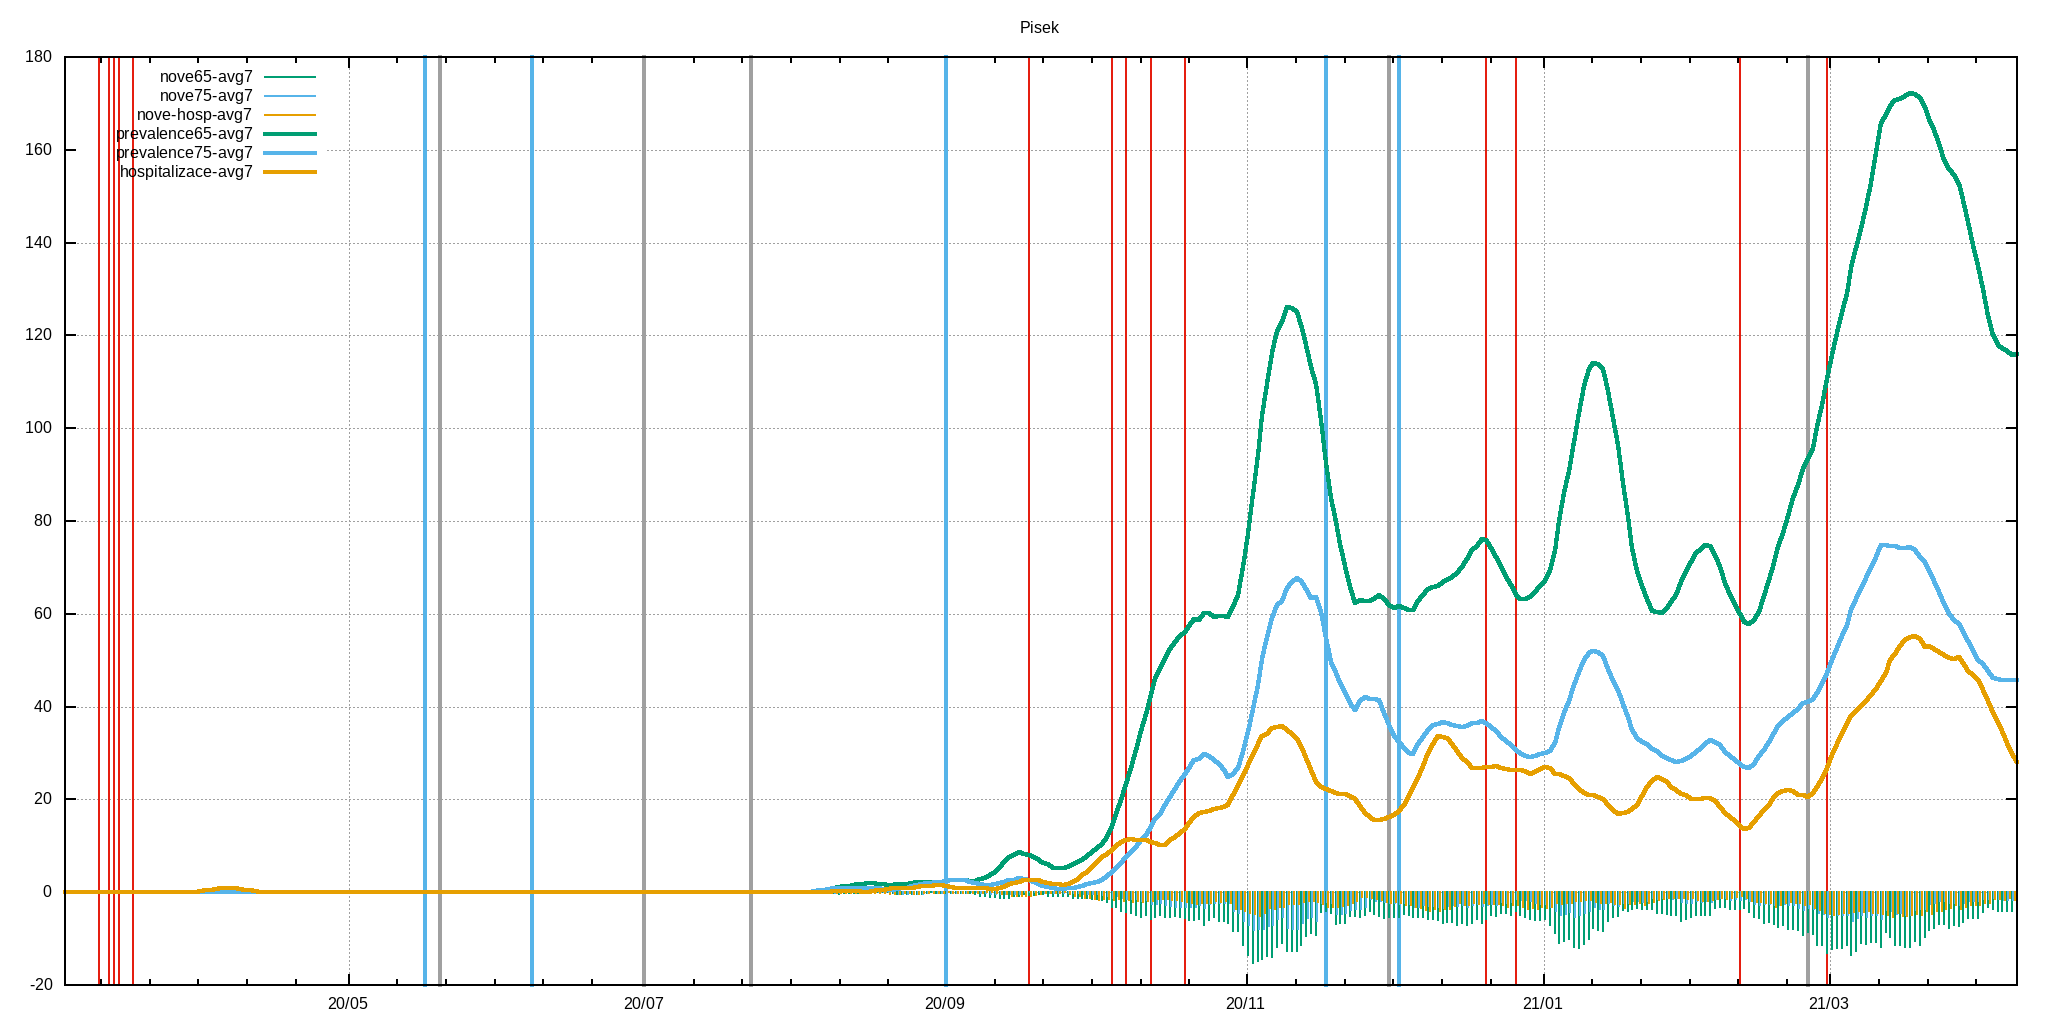 Pisek
180
160
140
120
100
80
60
40
20
0
-20
nove65-avg7
nove75-avg7
nove-hosp-avg7
prevalence65-avg7
prevalence75-avg7
hospitalizace-avg7
20/05 20/07 20/09 20/11 21/01 21/03